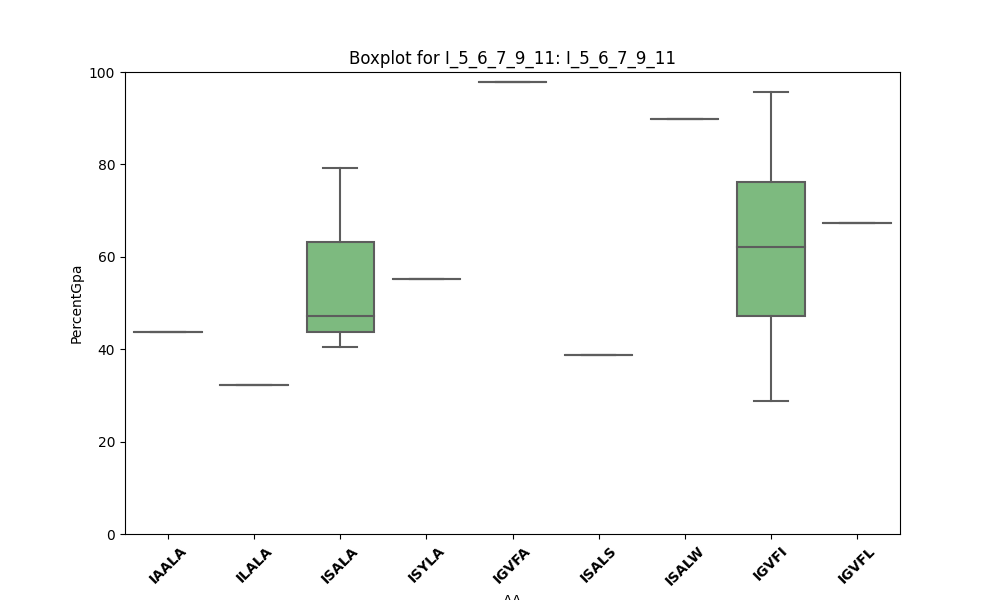 Boxplot for I_5_6_7_9_11: I_5_6_7_9_11
100
80
60
40
20
0
PercentGpa
IAALA
ILALA
ISALA
ISYLA
IGVFA
ISALS
ISALW
IGVFI
IGVFL
AA